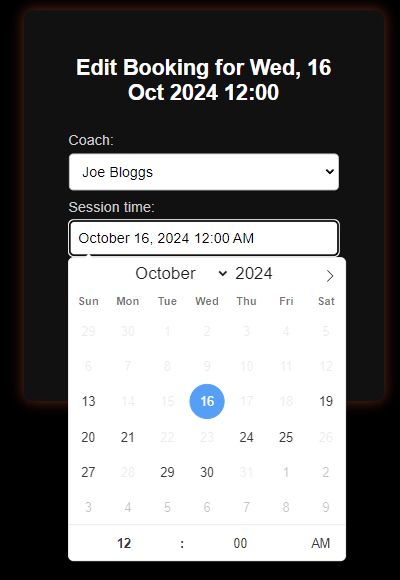 Edit Booking for Wed, 16
Oct 2024 12:00
Coach:
Joe Bloggs
Session time:
October 16, 2024 12:00 AM
October 2024
Sun Mon Tue Wed Thu Fri Sat
29 30 1 2 3 4 5
6 7 8 9 10 11 12
13 14 15 16 17 18 19
20 21 22 23 24 25 26
27 28 29 30 31 1 2
3 4 5 6 7 8 9
12 : 00 AM